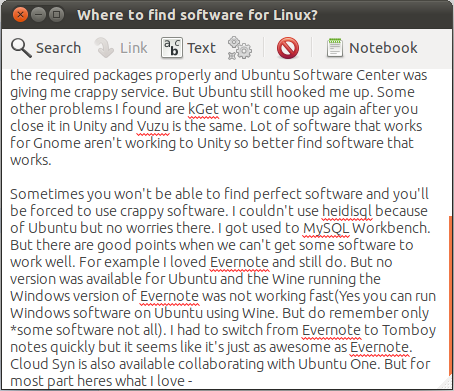 Where to find software for Linux?
Search Link Text Notebook
the required packages properly and Ubuntu Software Center was
giving me crappy service. But Ubuntu still hooked me up. Some
other problems I found are kGet won't come up again after you
close it in Unity and Vuzu is the same. Lot of software that works
for Gnome aren't working to Unity so better find software that
works.
Sometimes you won't be able to find perfect software and you'll
be forced to use crappy software. I couldn't use heidisql because
of Ubuntu but no worries there. I got used to MySQL Workbench.
But there are good points when we can't get some software to
work well. For example I loved Evernote and still do. But no
version was available for Ubuntu and the Wine running the
Windows version of Evernote was not working fast(Yes you can run
Windows software on Ubuntu using Wine. But do remember only
*some software not all). I had to switch from Evernote to Tomboy
notes quickly but it seems like it's just as awesome as Evernote.
Cloud Syn is also available collaborating with Ubuntu One. But for
most part heres what I love -